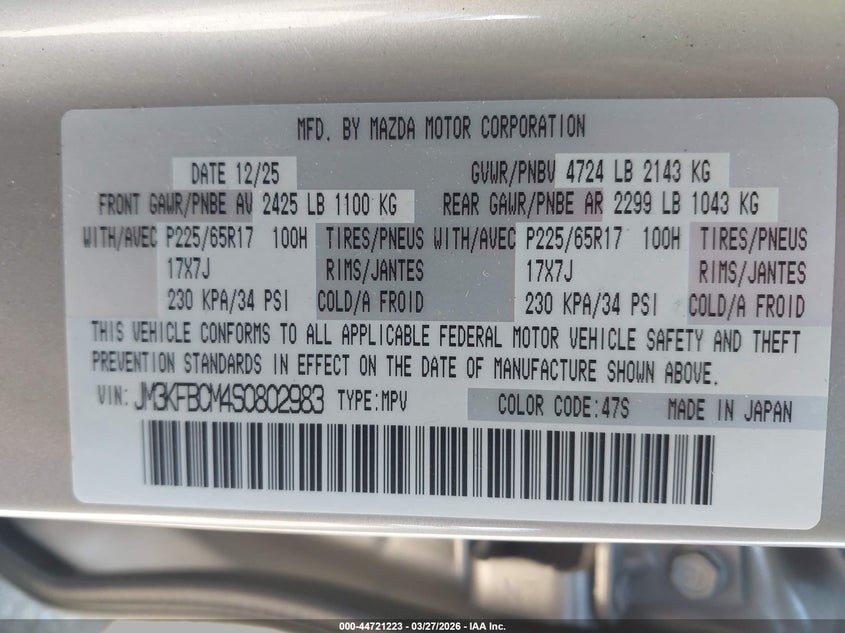 MFD. BY MAZDA MOTOR CORPORATION
DATE 12/25 GVWR/PNBV 4724 LB 2143 KG
FRONT GAWR/PNBE AV 2425 LB 1100 KG REAR GAWR/PNBE AR 2299 LB 1043 KG
WITH/AVEC P225/65R17 100H TIRES/PNEUS WITH/AVEC P225/65R17 100H TIRES/PNEUS
17X7J RIMS/JANTES 17X7J RIMS/JANTES
230 KPA/34 PSI COLD/A FROID 230 KPA/34 PSI COLD/A FROID
THIS VEHICLE CONFORMS TO ALL APPLICABLE FEDERAL MOTOR VEHICLE SAFETY AND THEFT
PREVENTION STANDARDS IN EFFECT ON THE DATE OF MANUFACTURE SHOWN ABOVE.
VIN: JM3KFBCM4S0802983 TYPE:MPV COLOR CODE:47S MADE IN JAPAN
000-44721223 - 03/27/2026 - IAA Inc.